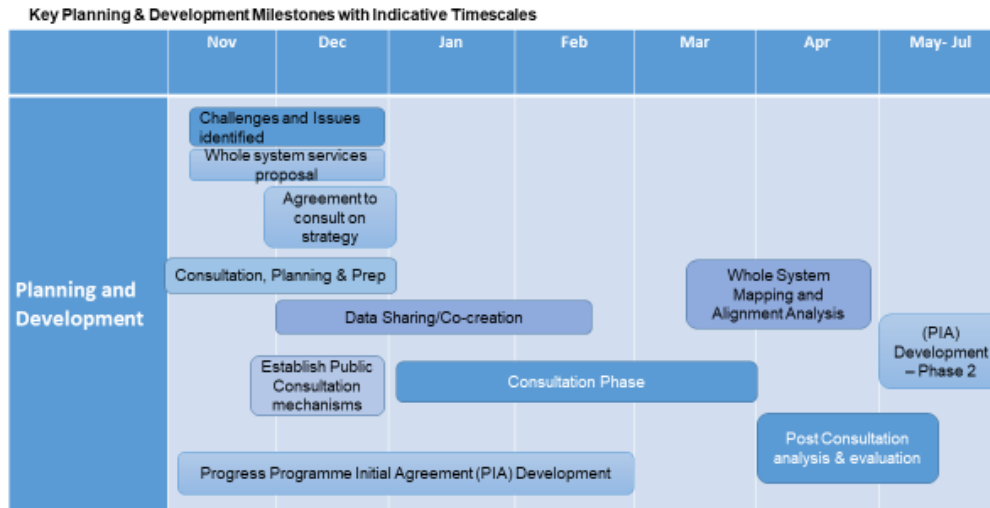 Key Planning & Development Milestones with Indicative Timescales
Nov Dec Jan Feb Mar Apr May- Jul
Planning and
Development
Challenges and Issues
identified
Whole system services
proposal
Agreement to
consult on
strategy
Consultation, Planning & Prep
Whole System
Mapping and
Alignment Analysis
Data Sharing/Co-creation
(PIA)
Development
– Phase 2
Establish Public
Consultation
mechanisms
Consultation Phase
Post Consultation
analysis & evaluation
Progress Programme Initial Agreement (PIA) Development